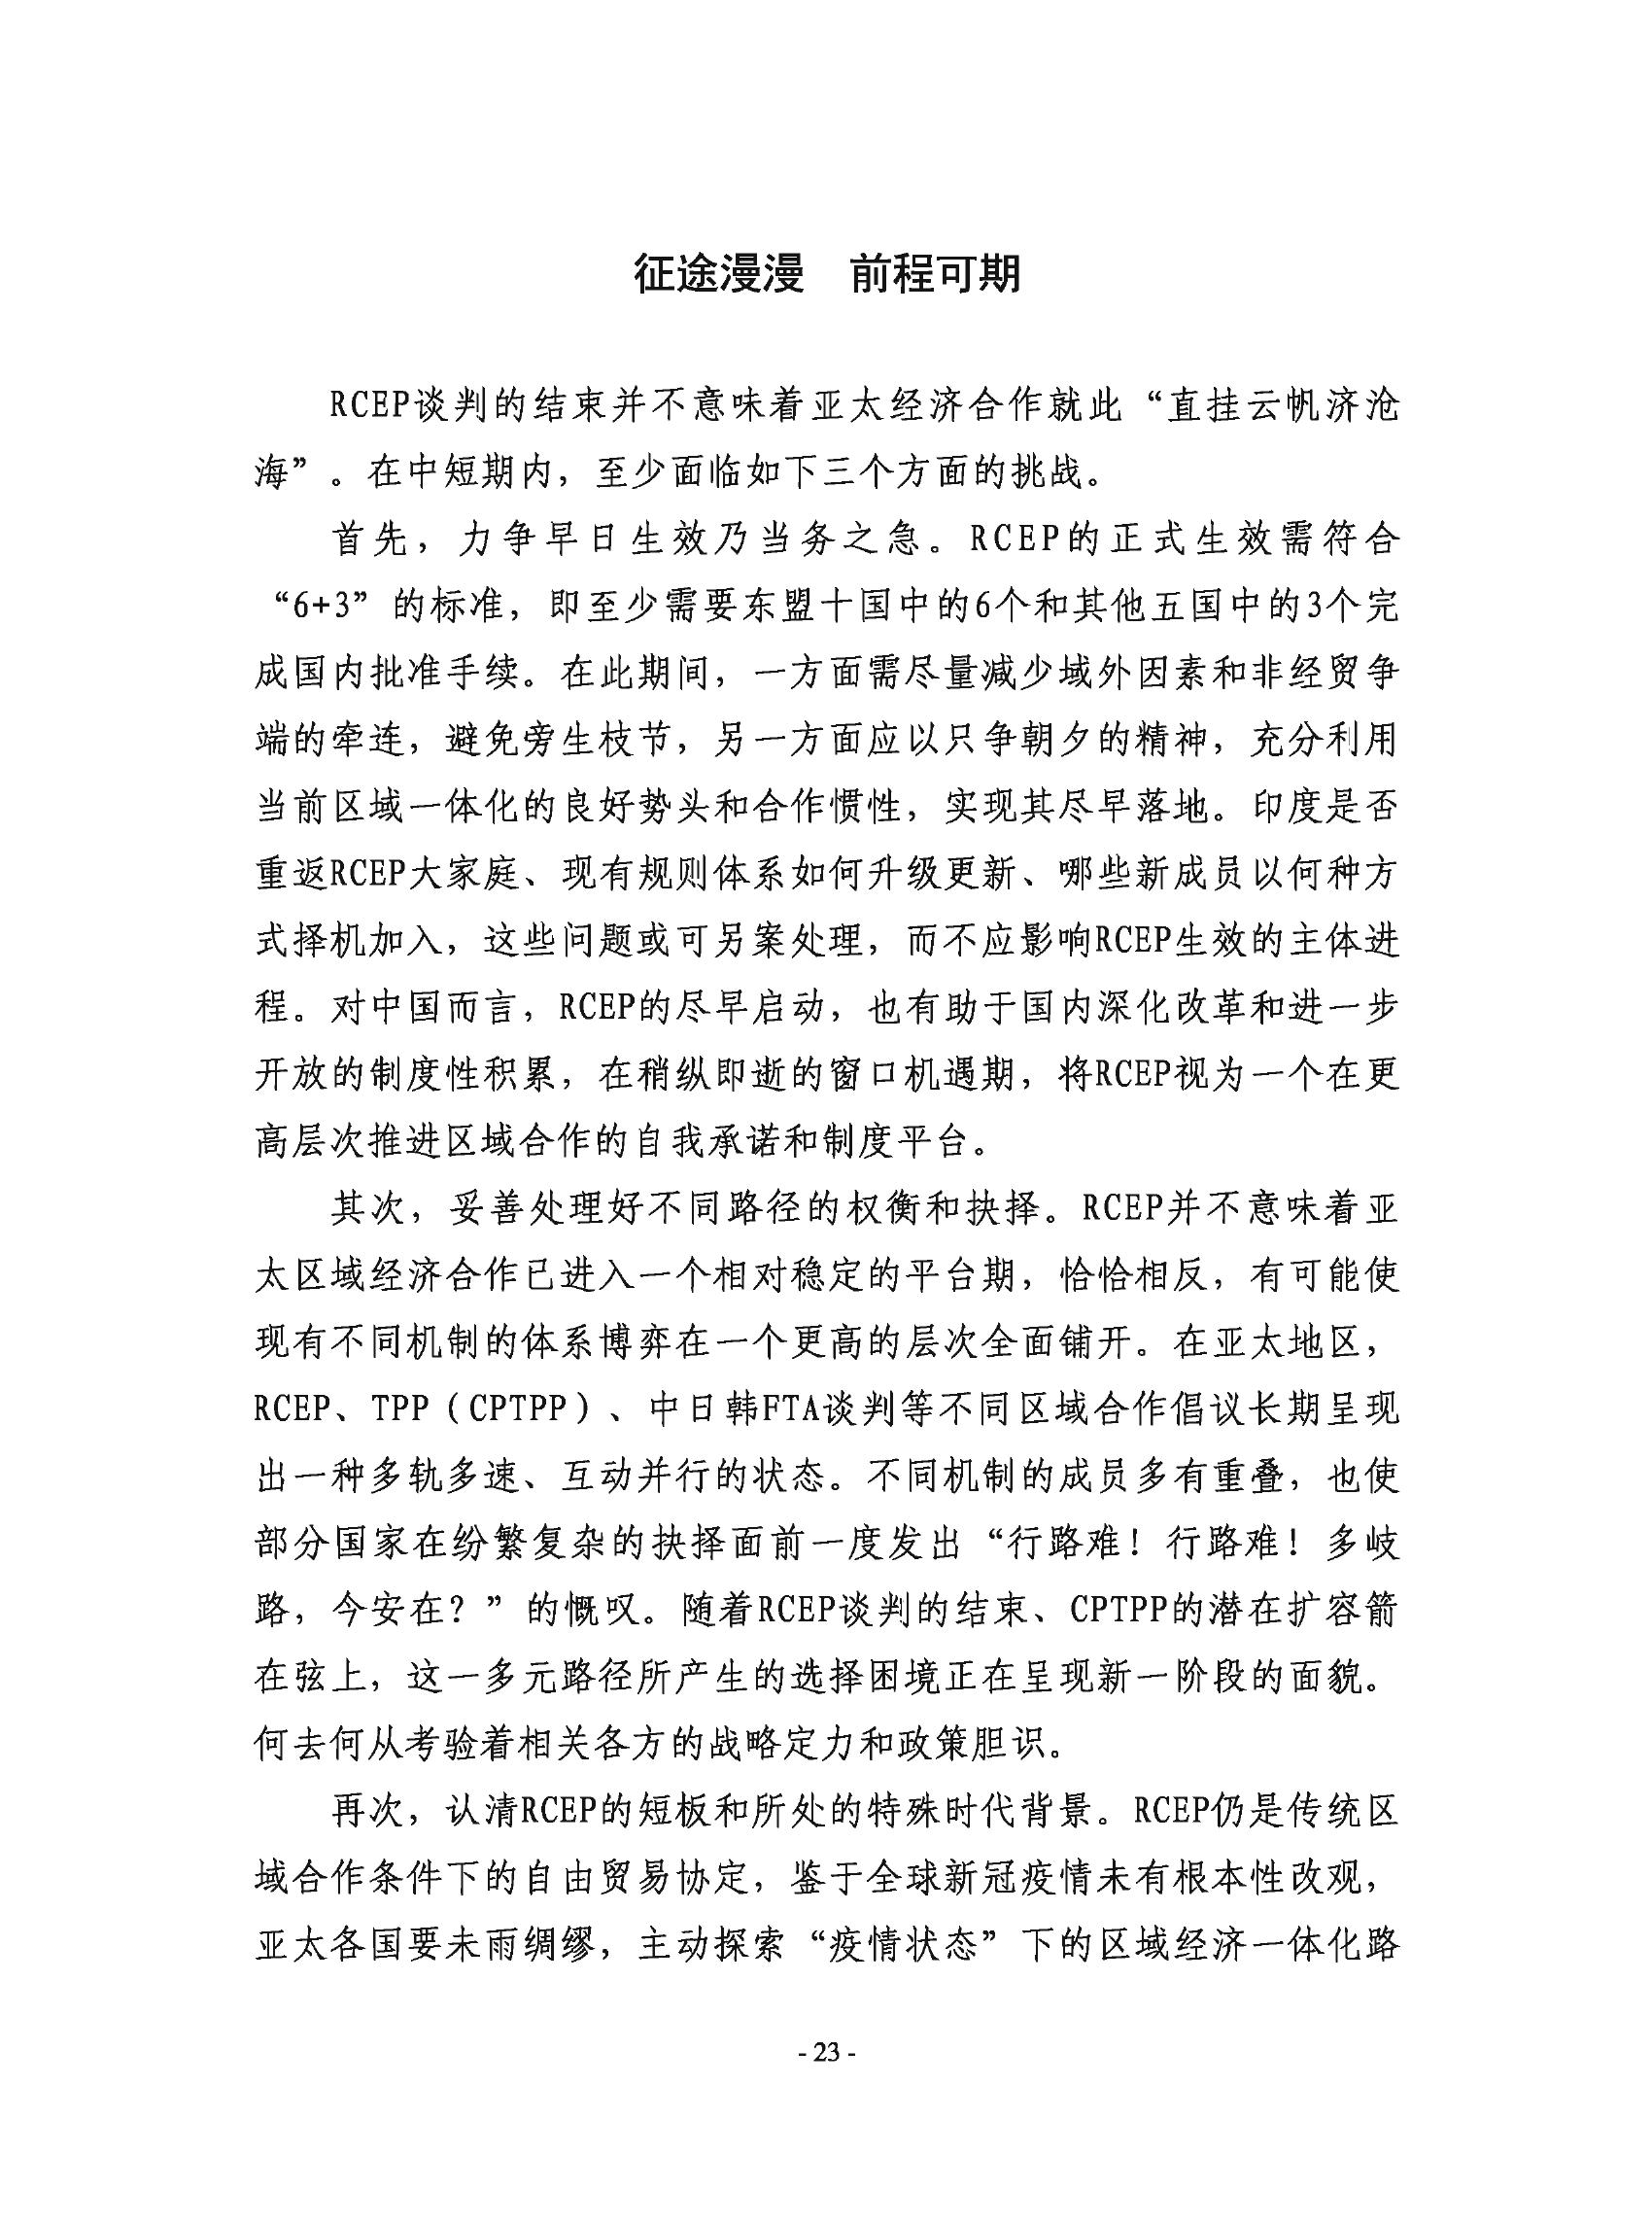 征途漫漫　前程可期
RCEP谈判的结束并不意味着亚太经济合作就此“直挂云帆济沧
海”。在中短期内，至少面临如下三个方面的挑战。
首先，力争早日生效乃当务之急。RCEP的正式生效需符合
“6+3”的标准，即至少需要东盟十国中的6个和其他五国中的3个完
成国内批准手续。在此期间，一方面需尽量减少域外因素和非经贸争
端的牵连，避免旁生枝节，另一方面应以只争朝夕的精神，充分利用
当前区域一体化的良好势头和合作惯性，实现其尽早落地。印度是否
重返RCEP大家庭、现有规则体系如何升级更新、哪些新成员以何种方
式择机加入，这些问题或可另案处理，而不应影响RCEP生效的主体进
程。对中国而言，RCEP的尽早启动，也有助于国内深化改革和进一步
开放的制度性积累，在稍纵即逝的窗口机遇期，将RCEP视为一个在更
高层次推进区域合作的自我承诺和制度平台。
其次，妥善处理好不同路径的权衡和抉择。RCEP并不意味着亚
太区域经济合作已进入一个相对稳定的平台期，恰恰相反，有可能使
现有不同机制的体系博弈在一个更高的层次全面铺开。在亚太地区，
RCEP、TPP（CPTPP）、中日韩FTA谈判等不同区域合作倡议长期呈现
出一种多轨多速、互动并行的状态。不同机制的成员多有重叠，也使
部分国家在纷繁复杂的抉择面前一度发出“行路难！行路难！多岐
路，今安在？”的慨叹。随着RCEP谈判的结束、CPTPP的潜在扩容箭
在弦上，这一多元路径所产生的选择困境正在呈现新一阶段的面貌。
何去何从考验着相关各方的战略定力和政策胆识。
再次，认清RCEP的短板和所处的特殊时代背景。RCEP仍是传统区
域合作条件下的自由贸易协定，鉴于全球新冠疫情未有根本性改观，
亚太各国要未雨绸缪，主动探索“疫情状态”下的区域经济一体化路
- 23 -